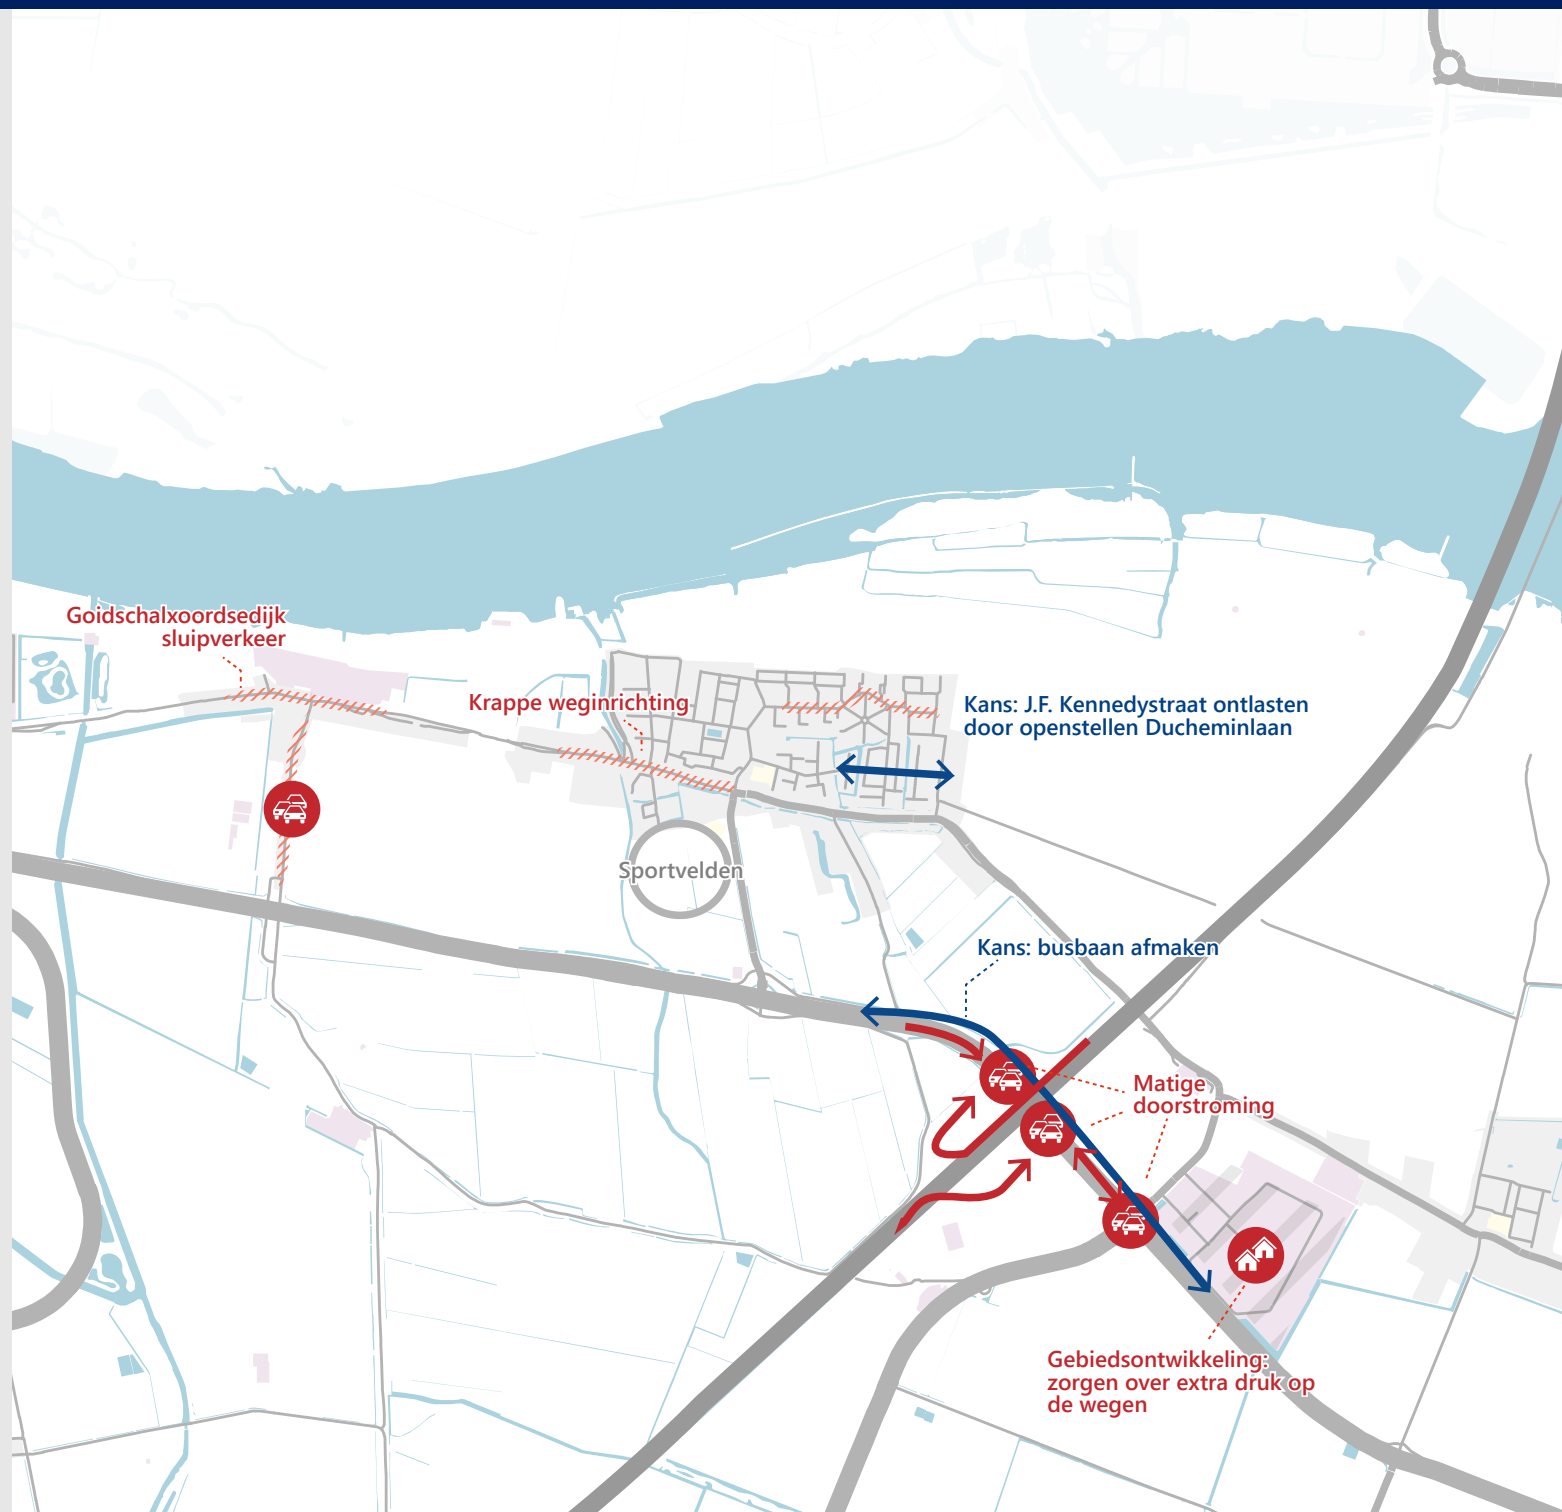 Goidschalxoordsedijk
sluipverkeer
Krappe weginrichting
Kans: J.F. Kennedystraat ontlasten
door openstellen Ducheminlaan
Sportvelden
Kans: busbaan afmaken
Matige
doorstroming
Gebiedsontwikkeling:
zorgen over extra druk op
de wegen